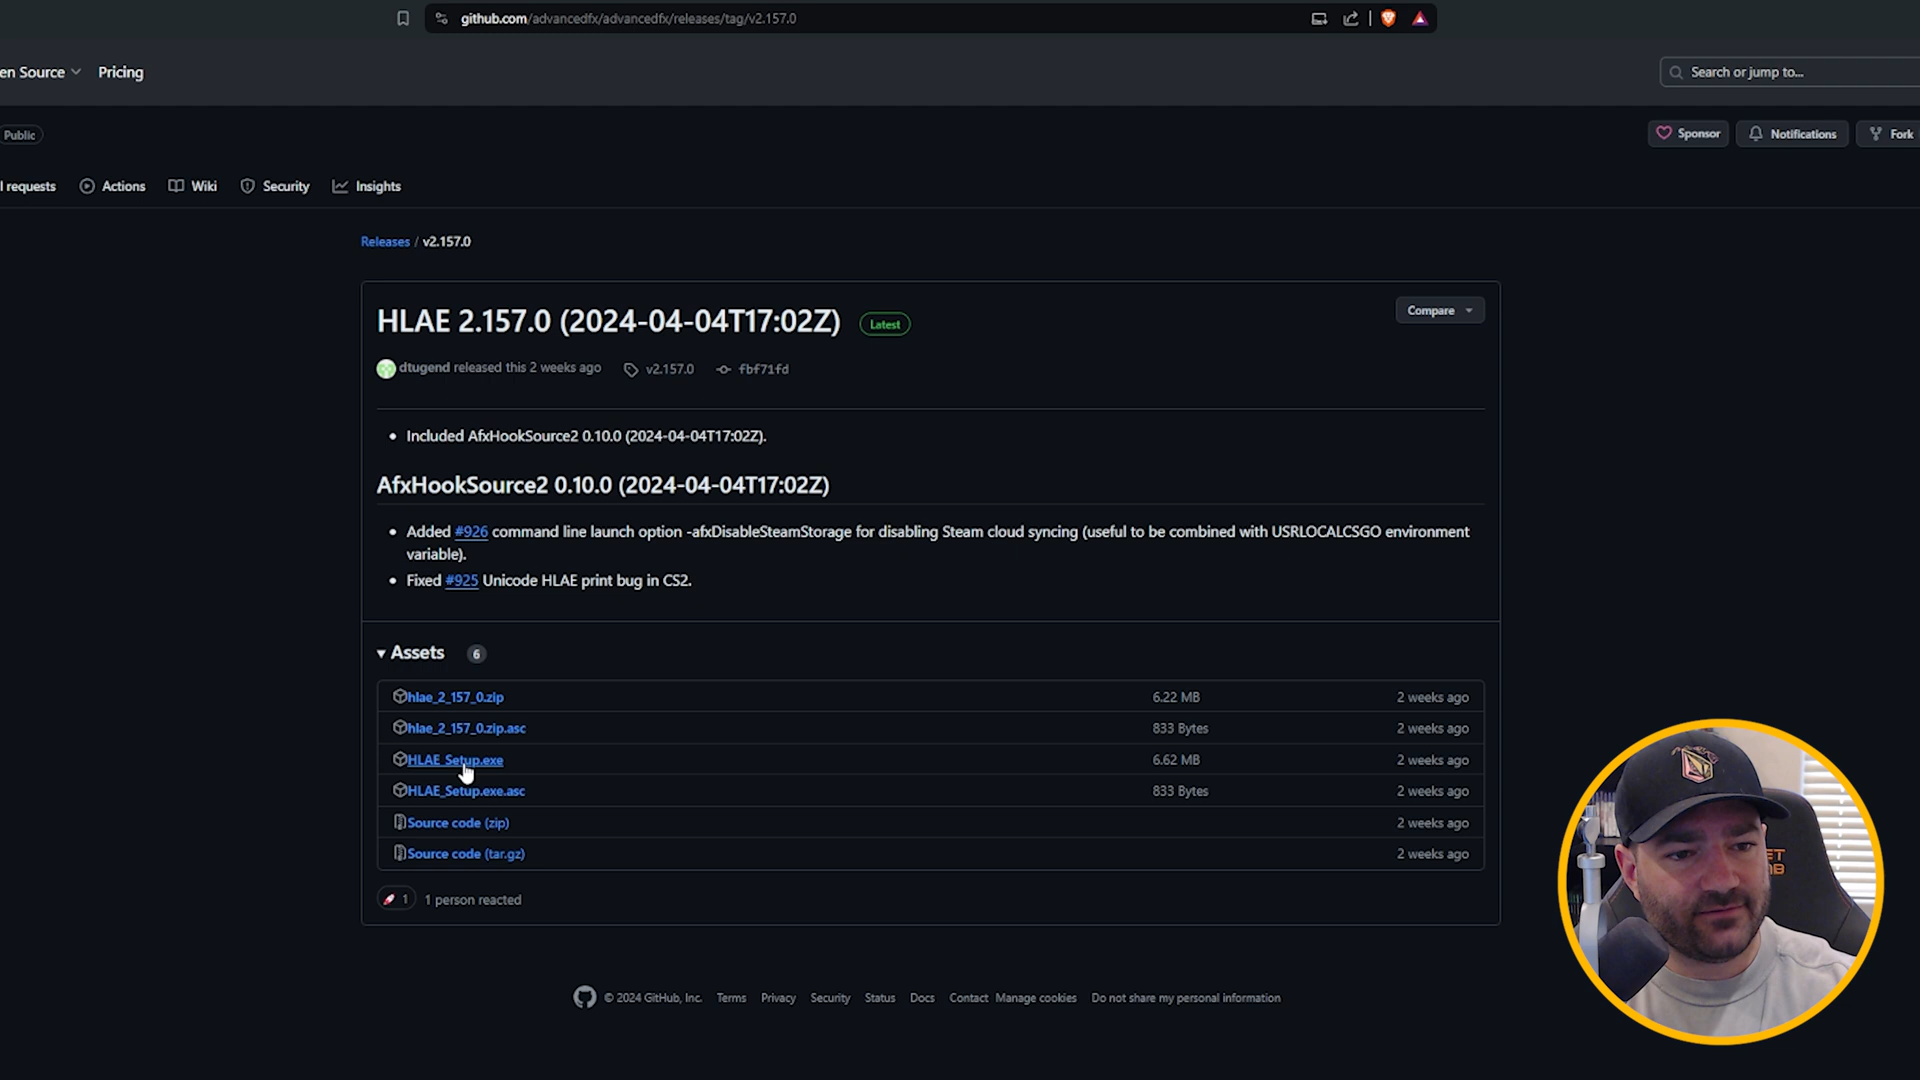 github.com/advancedfx/advancedfx/releases/tag/v2.157.0
en Source Pricing
Search or jump to...
Public
Sponsor Notifications Fork
l requests Actions Wiki Security Insights
Releases / v2.157.0
HLAE 2.157.0 (2024-04-04T17:02Z) Latest
Compare
dtugend released this 2 weeks ago v2.157.0 fbf71fd
Included AfxHookSource2 0.10.0 (2024-04-04T17:02Z).
AfxHookSource2 0.10.0 (2024-04-04T17:02Z)
Added #926 command line launch option -afxDisableSteamStorage for disabling Steam cloud syncing (useful to be combined with USRLOCALCSGO environment
variable).
Fixed #925 Unicode HLAE print bug in CS2.
Assets 6
hlae_2_157_0.zip 6.22 MB 2 weeks ago
hlae_2_157_0.zip.asc 833 Bytes 2 weeks ago
HLAE_Setup.exe 6.62 MB 2 weeks ago
HLAE_Setup.exe.asc 833 Bytes 2 weeks ago
Source code (zip) 2 weeks ago
Source code (tar.gz) 2 weeks ago
1 1 person reacted
© 2024 GitHub, Inc. Terms Privacy Security Status Docs Contact Manage cookies Do not share my personal information